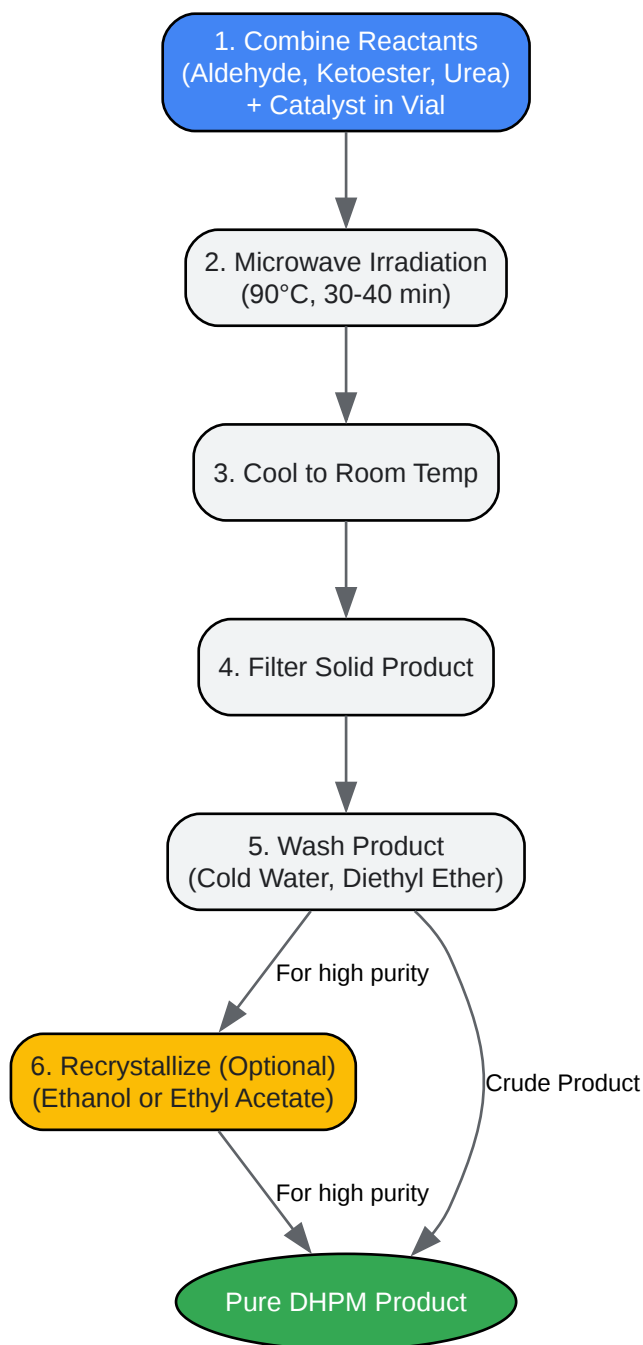 1. Combine Reactants
(Aldehyde, Ketoester, Urea)
+ Catalyst in Vial
2. Microwave Irradiation
(90°C, 30-40 min)
3. Cool to Room Temp
4. Filter Solid Product
5. Wash Product
(Cold Water, Diethyl Ether)
For high purity
6. Recrystallize (Optional)
(Ethanol or Ethyl Acetate)
Crude Product
For high purity
Pure DHPM Product